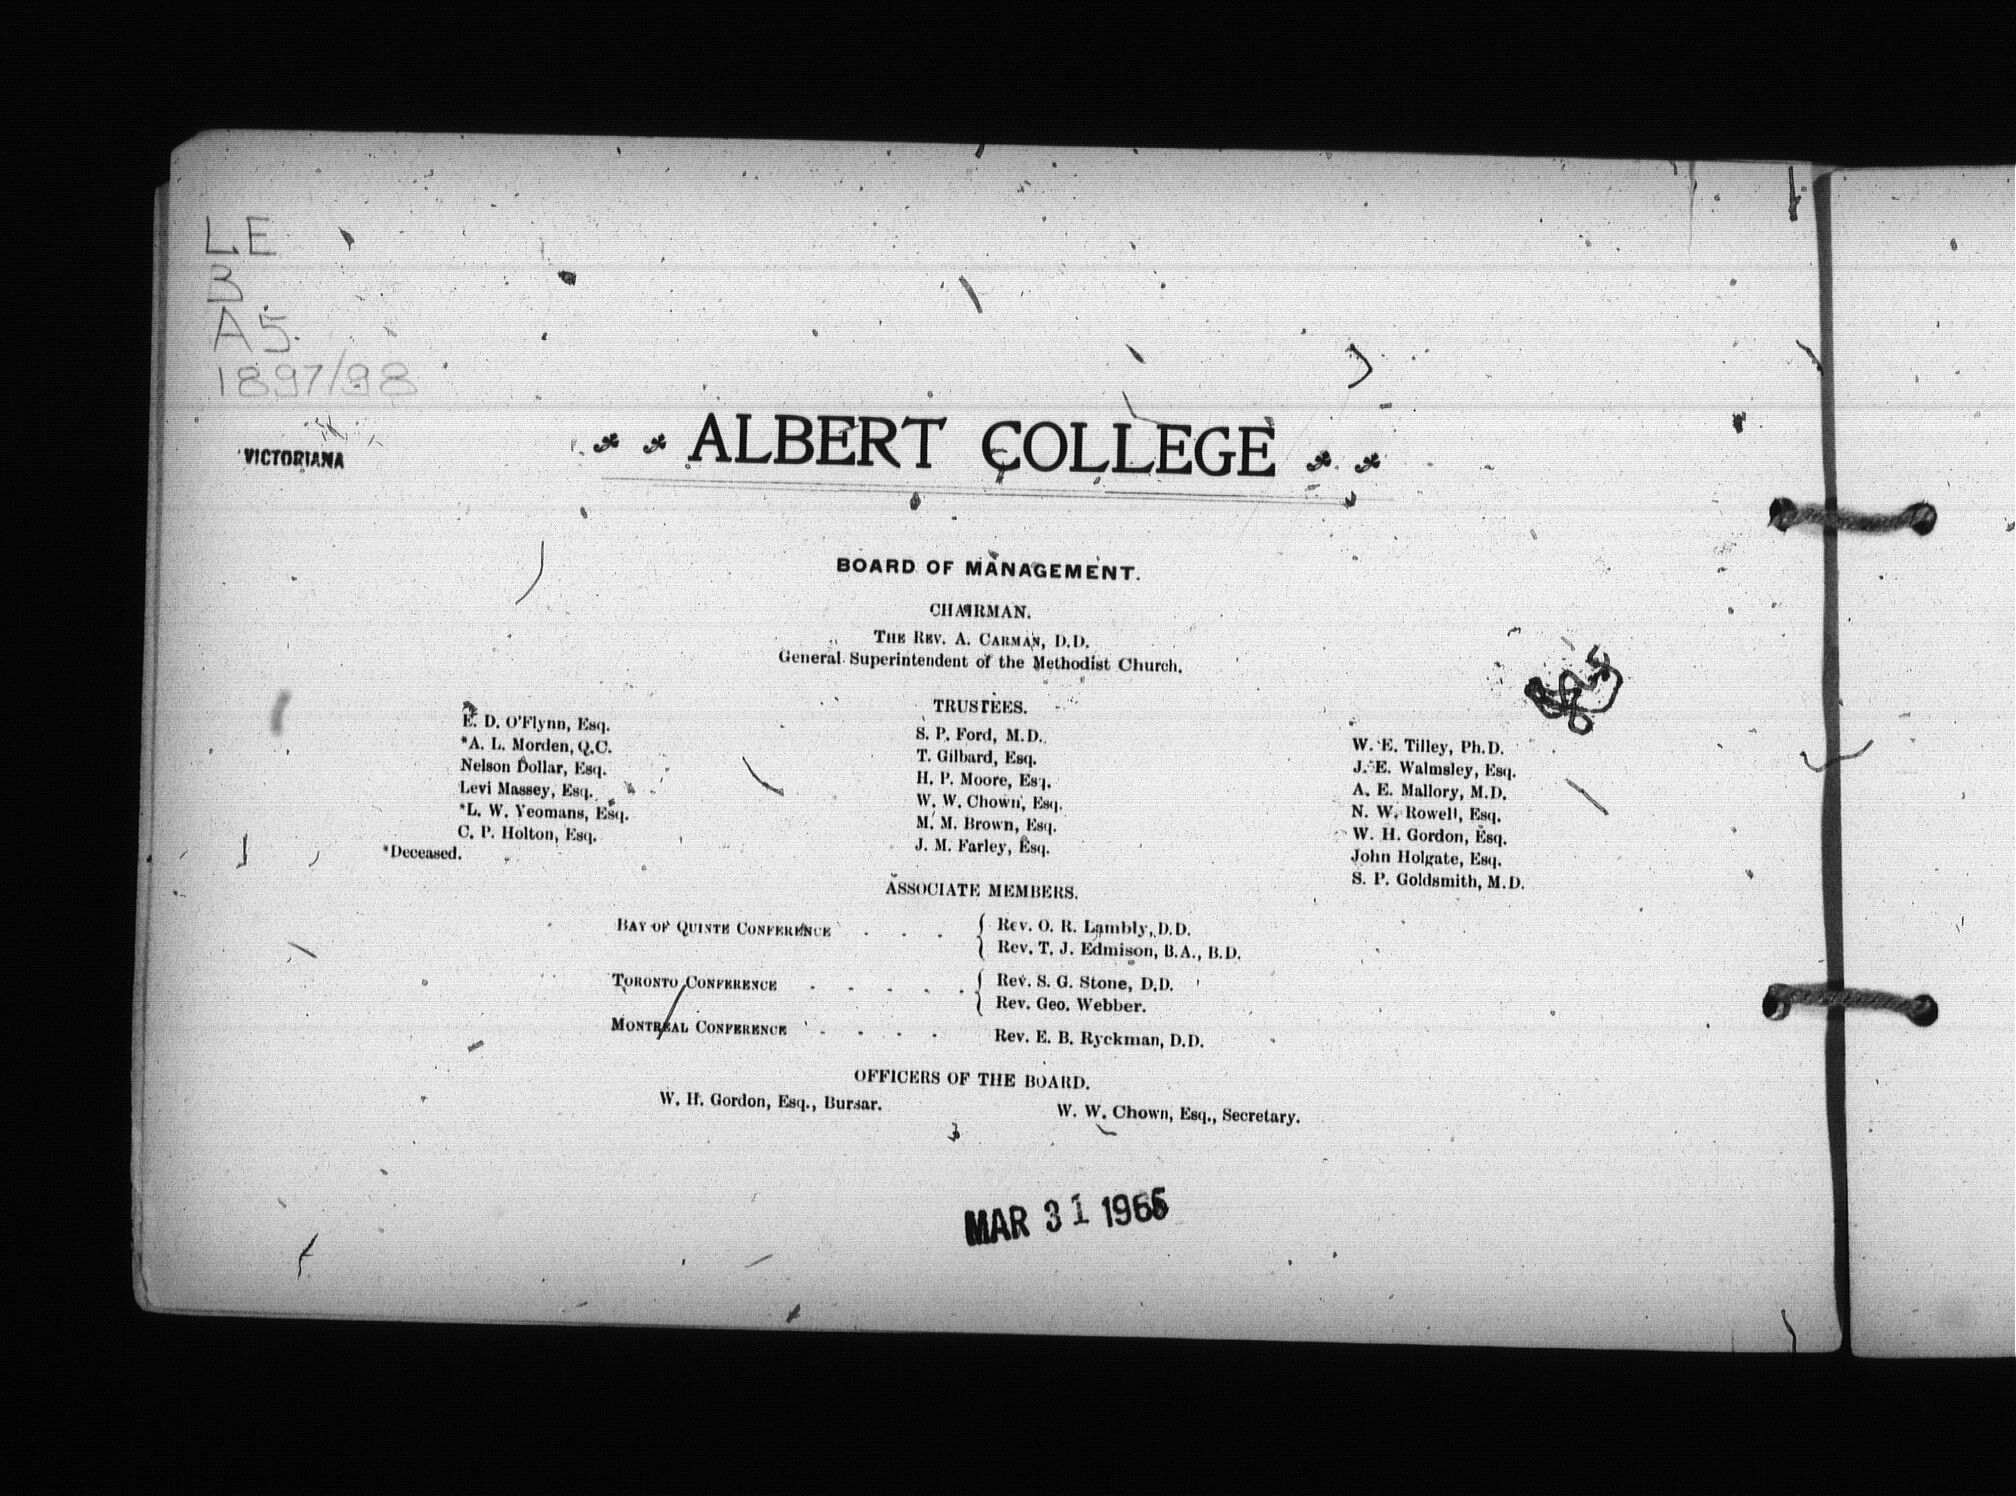 LE
B
A5
1897/98
VICTORIANA
ALBERT COLLEGE
BOARD OF MANAGEMENT.
CHAIRMAN.
THE REV. A. CARMAN, D.D.
General Superintendent of the Methodist Church.
TRUSTEES.
E. D. O'Flynn, Esq.
*A. L. Morden, Q.C.
Nelson Dollar, Esq.
Levi Massey, Esq.
*L. W. Yeomans, Esq.
C. P. Holton, Esq.
*Deceased.
S. P. Ford, M.D.
T. Gilbard, Esq.
H. P. Moore, Esq.
W. W. Chown, Esq.
M. M. Brown, Esq.
J. M. Farley, Esq.
W. E. Tilley, Ph.D.
J. E. Walmsley, Esq.
A. E. Mallory, M.D.
N. W. Rowell, Esq.
W. H. Gordon, Esq.
John Holgate, Esq.
S. P. Goldsmith, M.D.
ASSOCIATE MEMBERS.
BAY OF QUINTE CONFERENCE . . . { Rev. O. R. Lambly, D.D.
{ Rev. T. J. Edmison, B.A., B.D.
TORONTO CONFERENCE . . . . . { Rev. S. G. Stone, D.D.
{ Rev. Geo. Webber.
MONTREAL CONFERENCE . . . . Rev. E. B. Ryckman, D.D.
OFFICERS OF THE BOARD.
W. H. Gordon, Esq., Bursar. W. W. Chown, Esq., Secretary.
MAR 31 1965